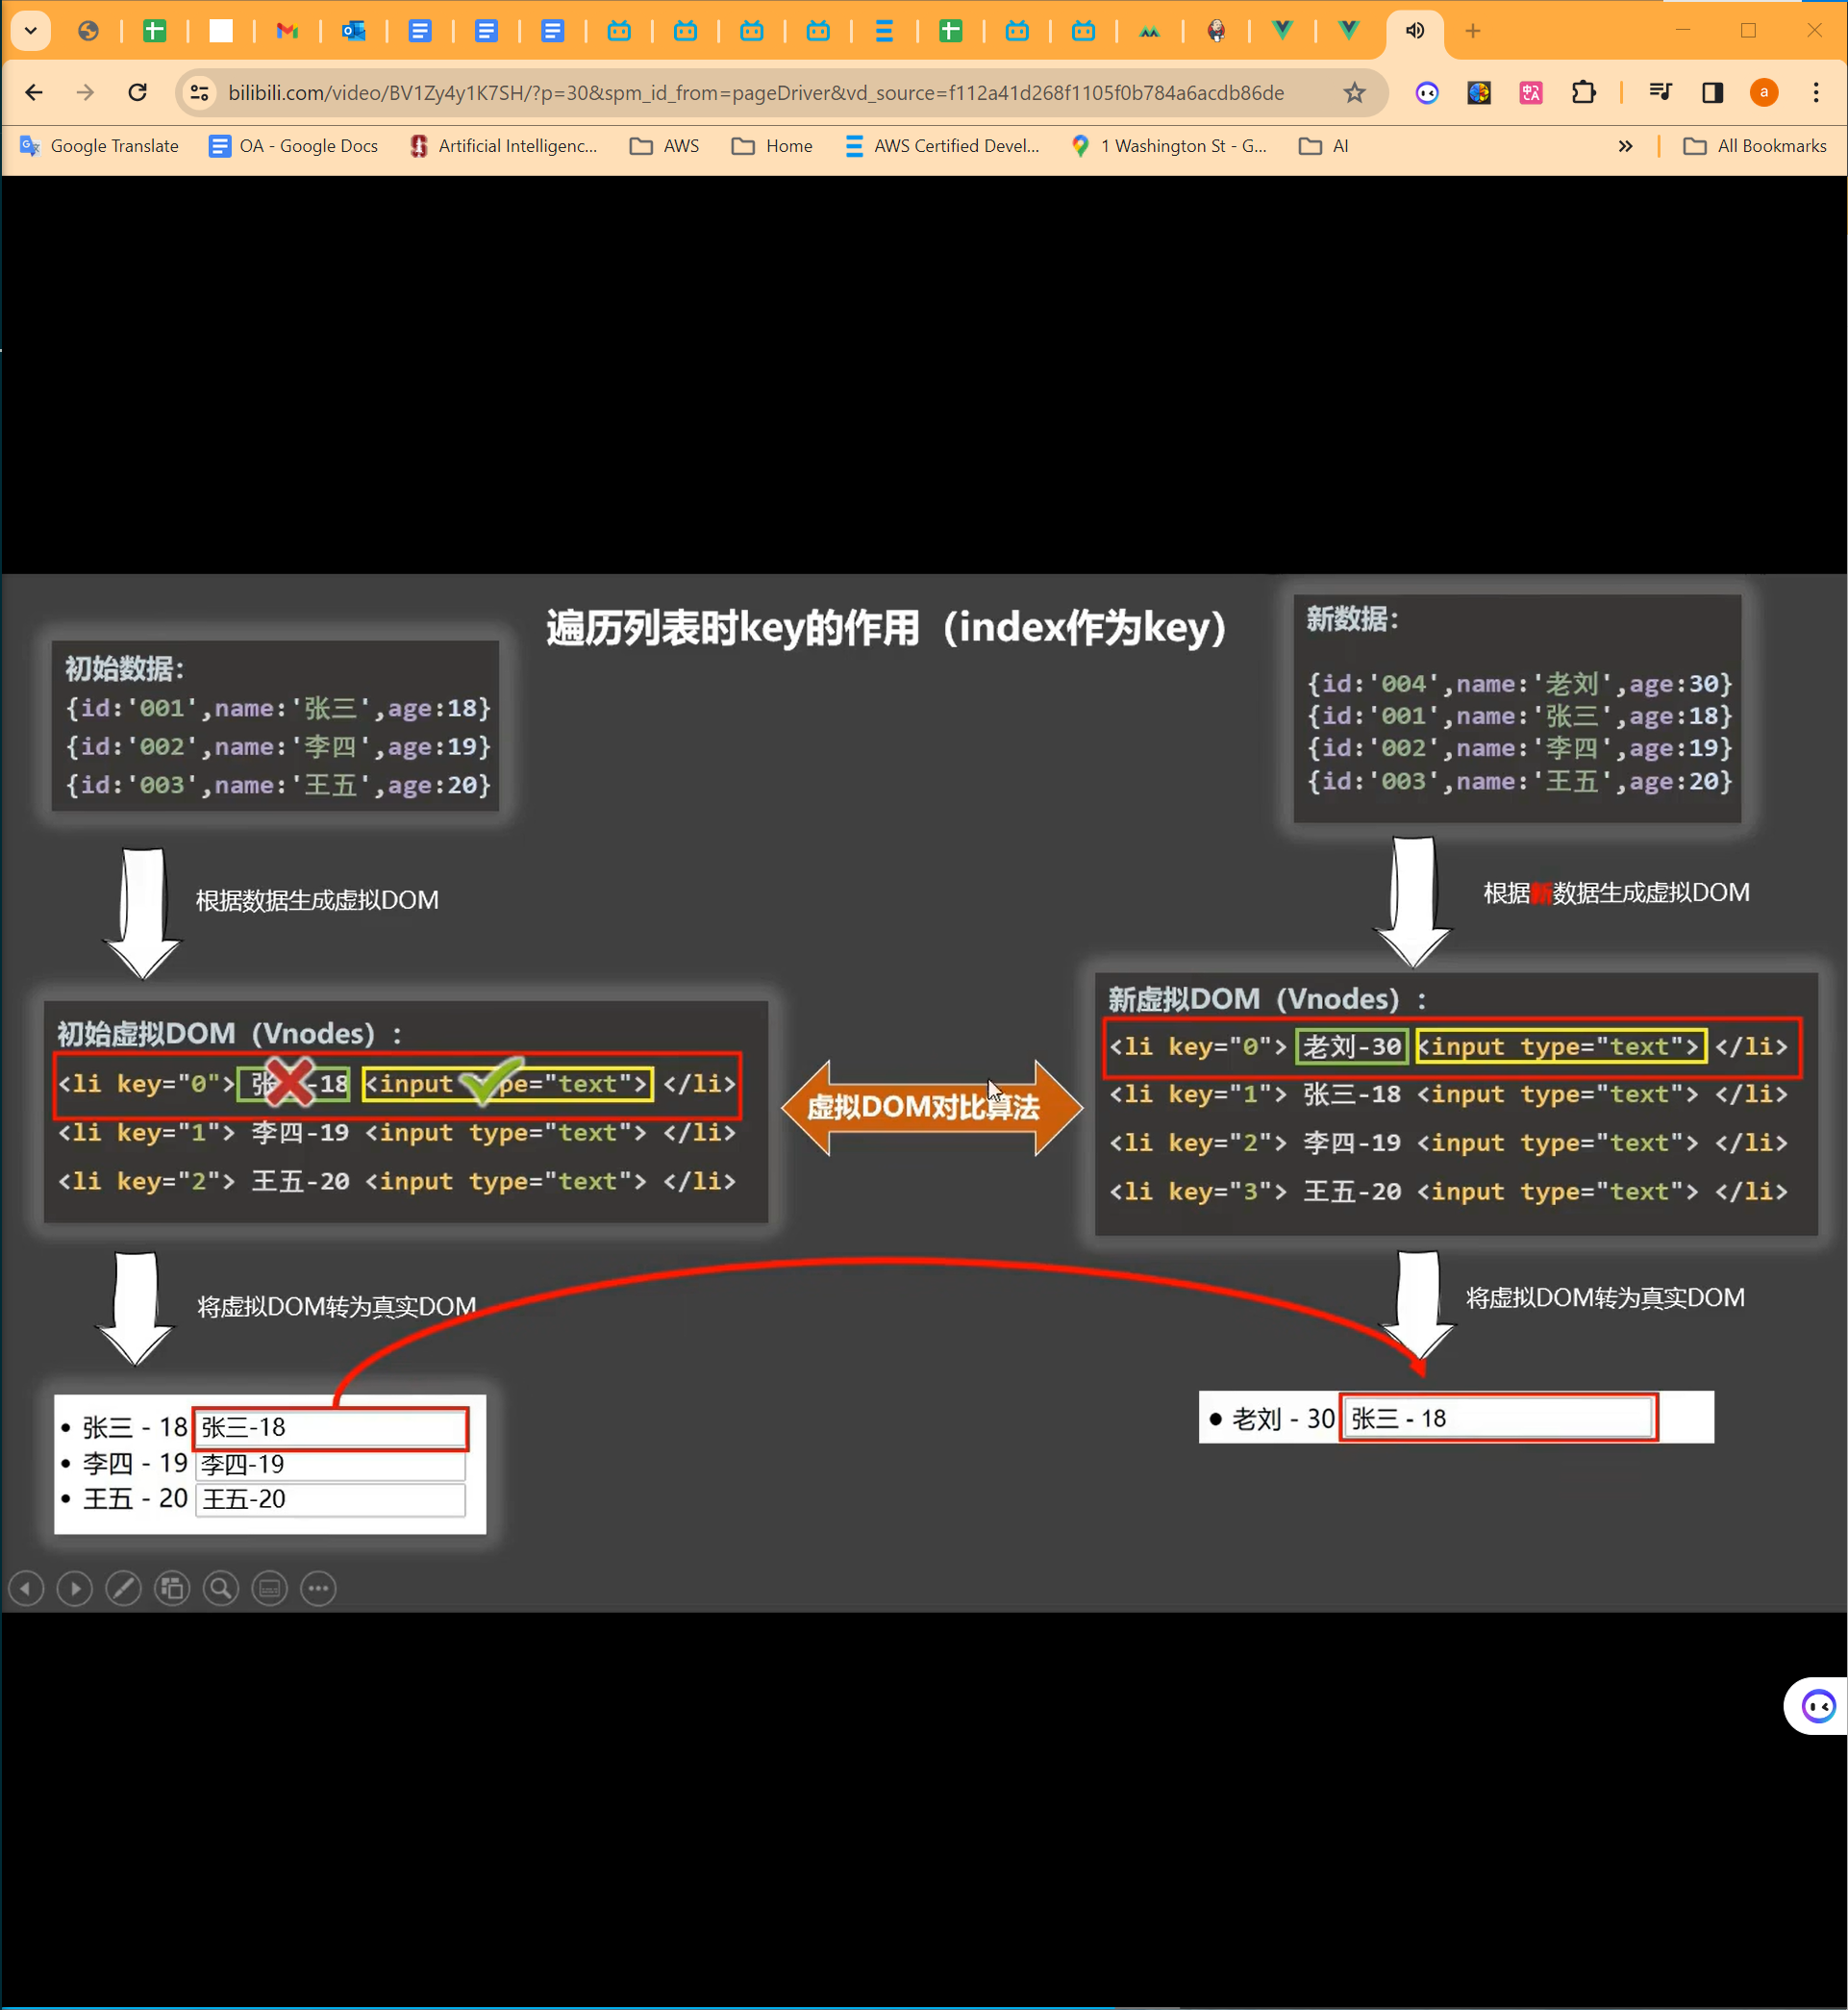 bilibili.com/video/BV1Zy4y1K7SH/?p=30&spm_id_from=pageDriver&vd_source=f112a41d268f1105f0b784a6acdb86de
a
Google Translate
OA - Google Docs
Artificial Intelligenc...
AWS
Home
AWS Certified Devel...
1 Washington St - G...
AI
All Bookmarks
遍历列表时key的作用（index作为key）
初始数据：
{id:'001',name:'张三',age:18}
{id:'002',name:'李四',age:19}
{id:'003',name:'王五',age:20}
新数据：
{id:'004',name:'老刘',age:30}
{id:'001',name:'张三',age:18}
{id:'002',name:'李四',age:19}
{id:'003',name:'王五',age:20}
根据数据生成虚拟DOM
根据新数据生成虚拟DOM
初始虚拟DOM（Vnodes）：
<li key="0"> 张三-18 <input type="text"> </li>
<li key="1"> 李四-19 <input type="text"> </li>
<li key="2"> 王五-20 <input type="text"> </li>
虚拟DOM对比算法
新虚拟DOM（Vnodes）：
<li key="0"> 老刘-30 <input type="text"> </li>
<li key="1"> 张三-18 <input type="text"> </li>
<li key="2"> 李四-19 <input type="text"> </li>
<li key="3"> 王五-20 <input type="text"> </li>
将虚拟DOM转为真实DOM
将虚拟DOM转为真实DOM
张三 - 18 张三-18
李四 - 19 李四-19
王五 - 20 王五-20
老刘 - 30 张三 - 18